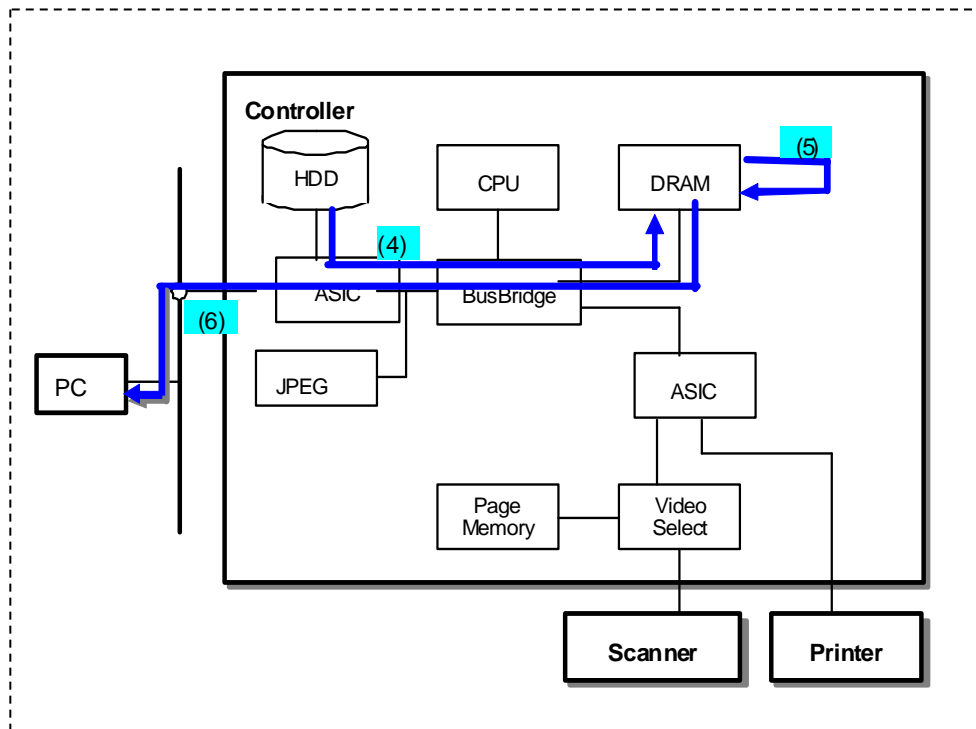 Controller
HDD
CPU
DRAM
(5)
(4)
ASIC
BusBridge
(6)
JPEG
PC
ASIC
Page
Memory
Video
Select
Scanner
Printer